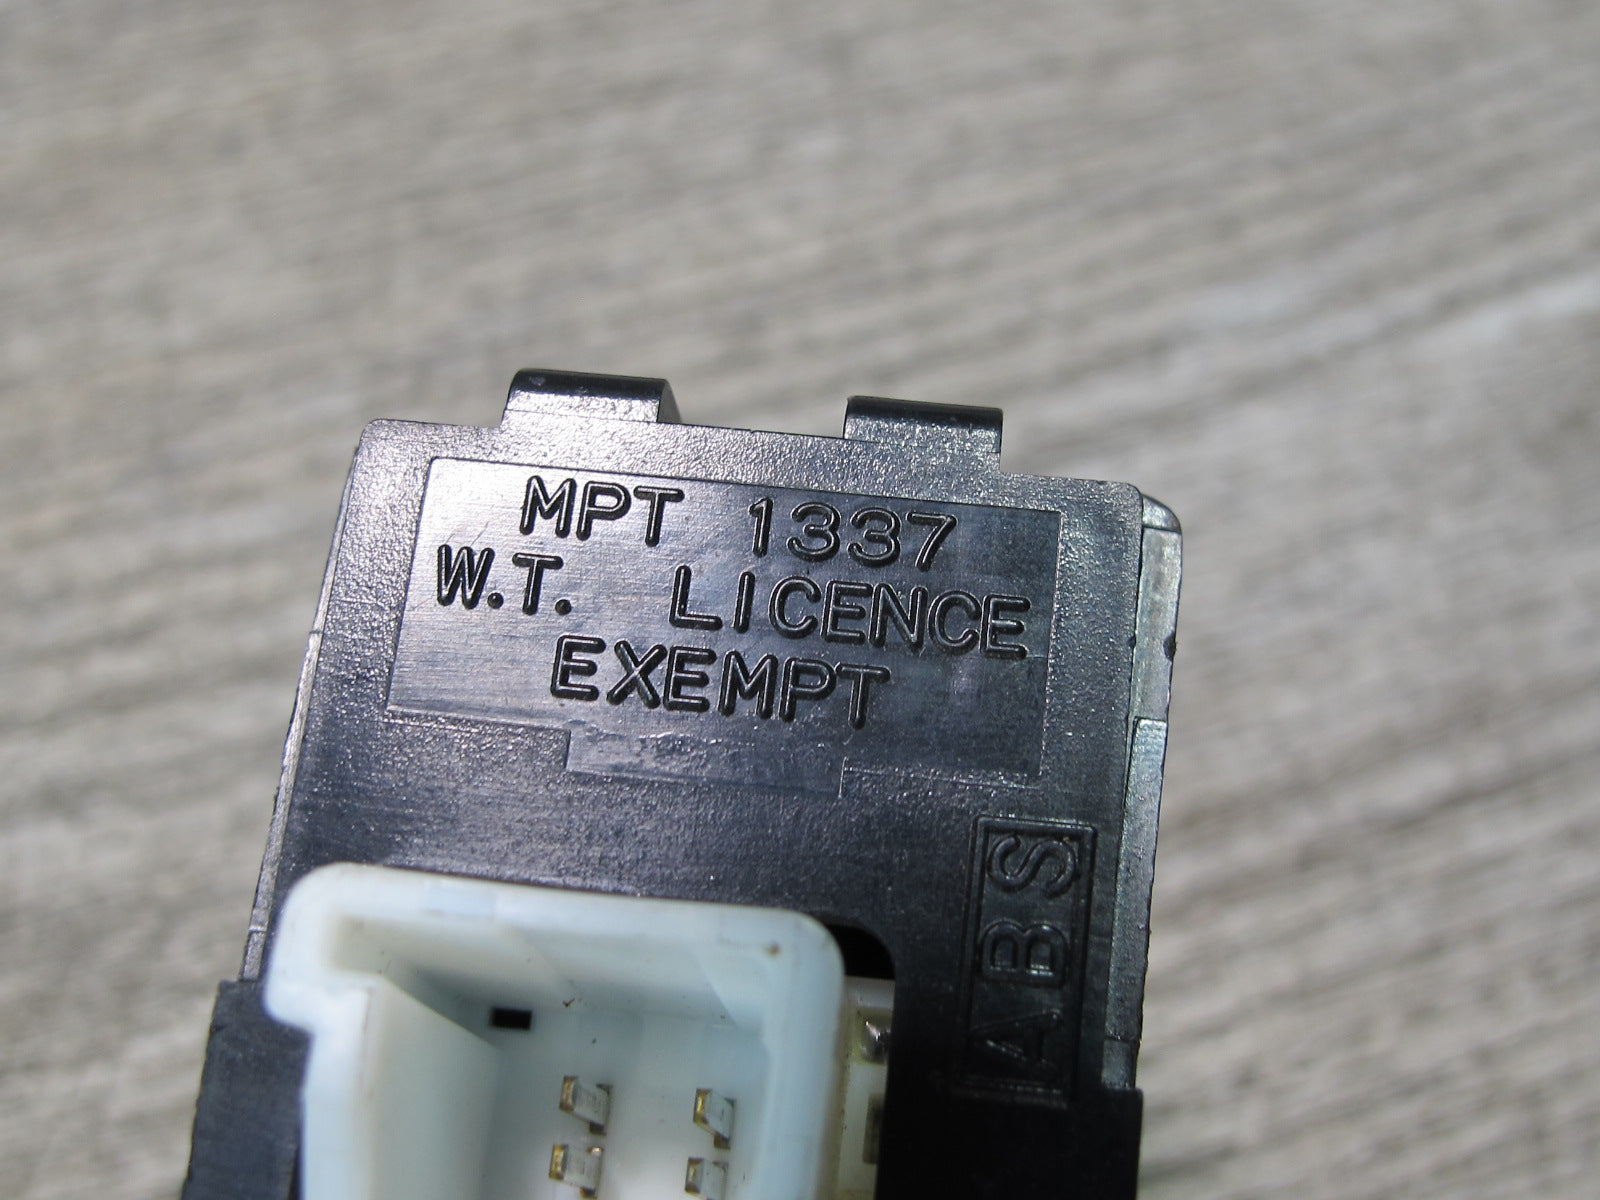 MPT 1337
W.T. LICENCE
EXEMPT
ABS